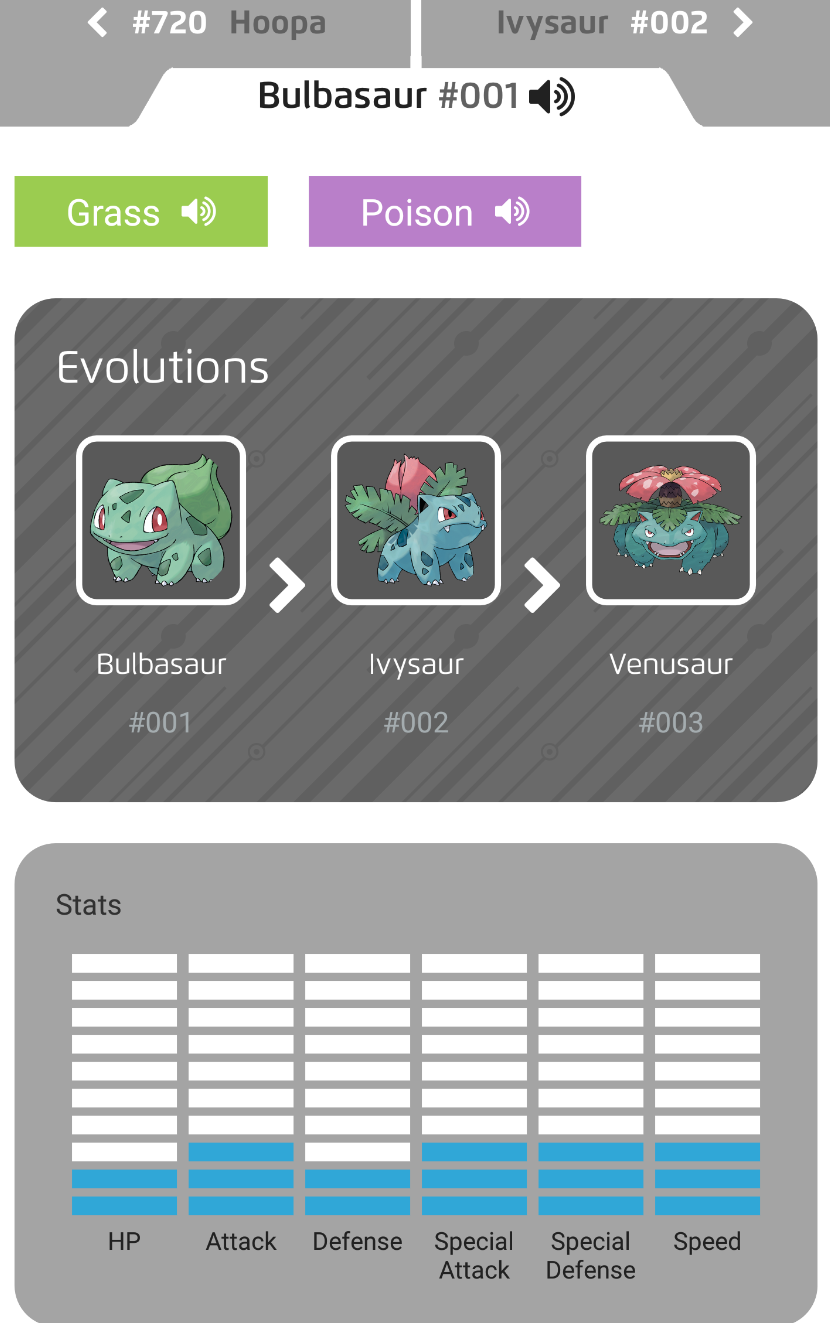 #720 Hoopa
Ivysaur #002
Bulbasaur #001
Grass
Poison
Evolutions
Bulbasaur
Ivysaur
Venusaur
#001
#002
#003
Stats
HP
Attack
Defense
Special
Attack
Special
Defense
Speed